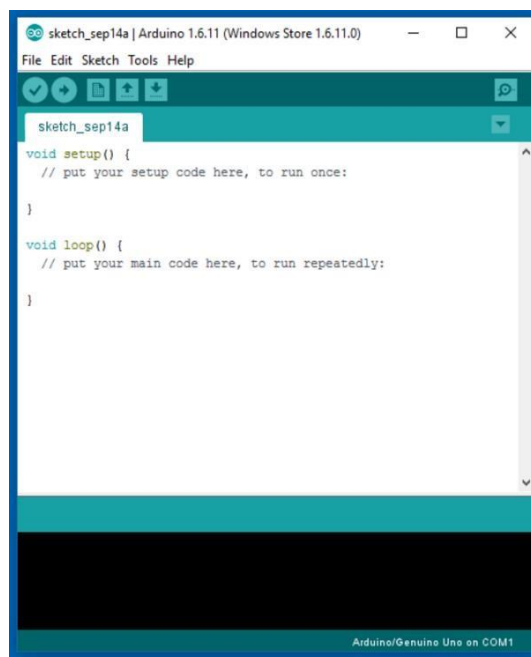 sketch_sep14a | Arduino 1.6.11 (Windows Store 1.6.11.0)
File Edit Sketch Tools Help
sketch_sep14a
void setup() {
  // put your setup code here, to run once:
}
void loop() {
  // put your main code here, to run repeatedly:
}
Arduino/Genuino Uno on COM1